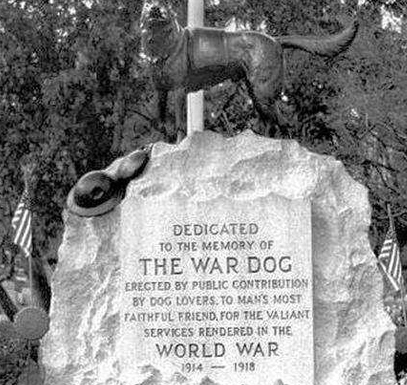 DEDICATED
TO THE MEMORY OF
THE WAR DOG
ERECTED BY PUBLIC CONTRIBUTION
BY DOG LOVERS, TO MAN'S MOST
FAITHFUL FRIEND, FOR THE VALIANT
SERVICES RENDERED IN THE
WORLD WAR
1914 — 1918